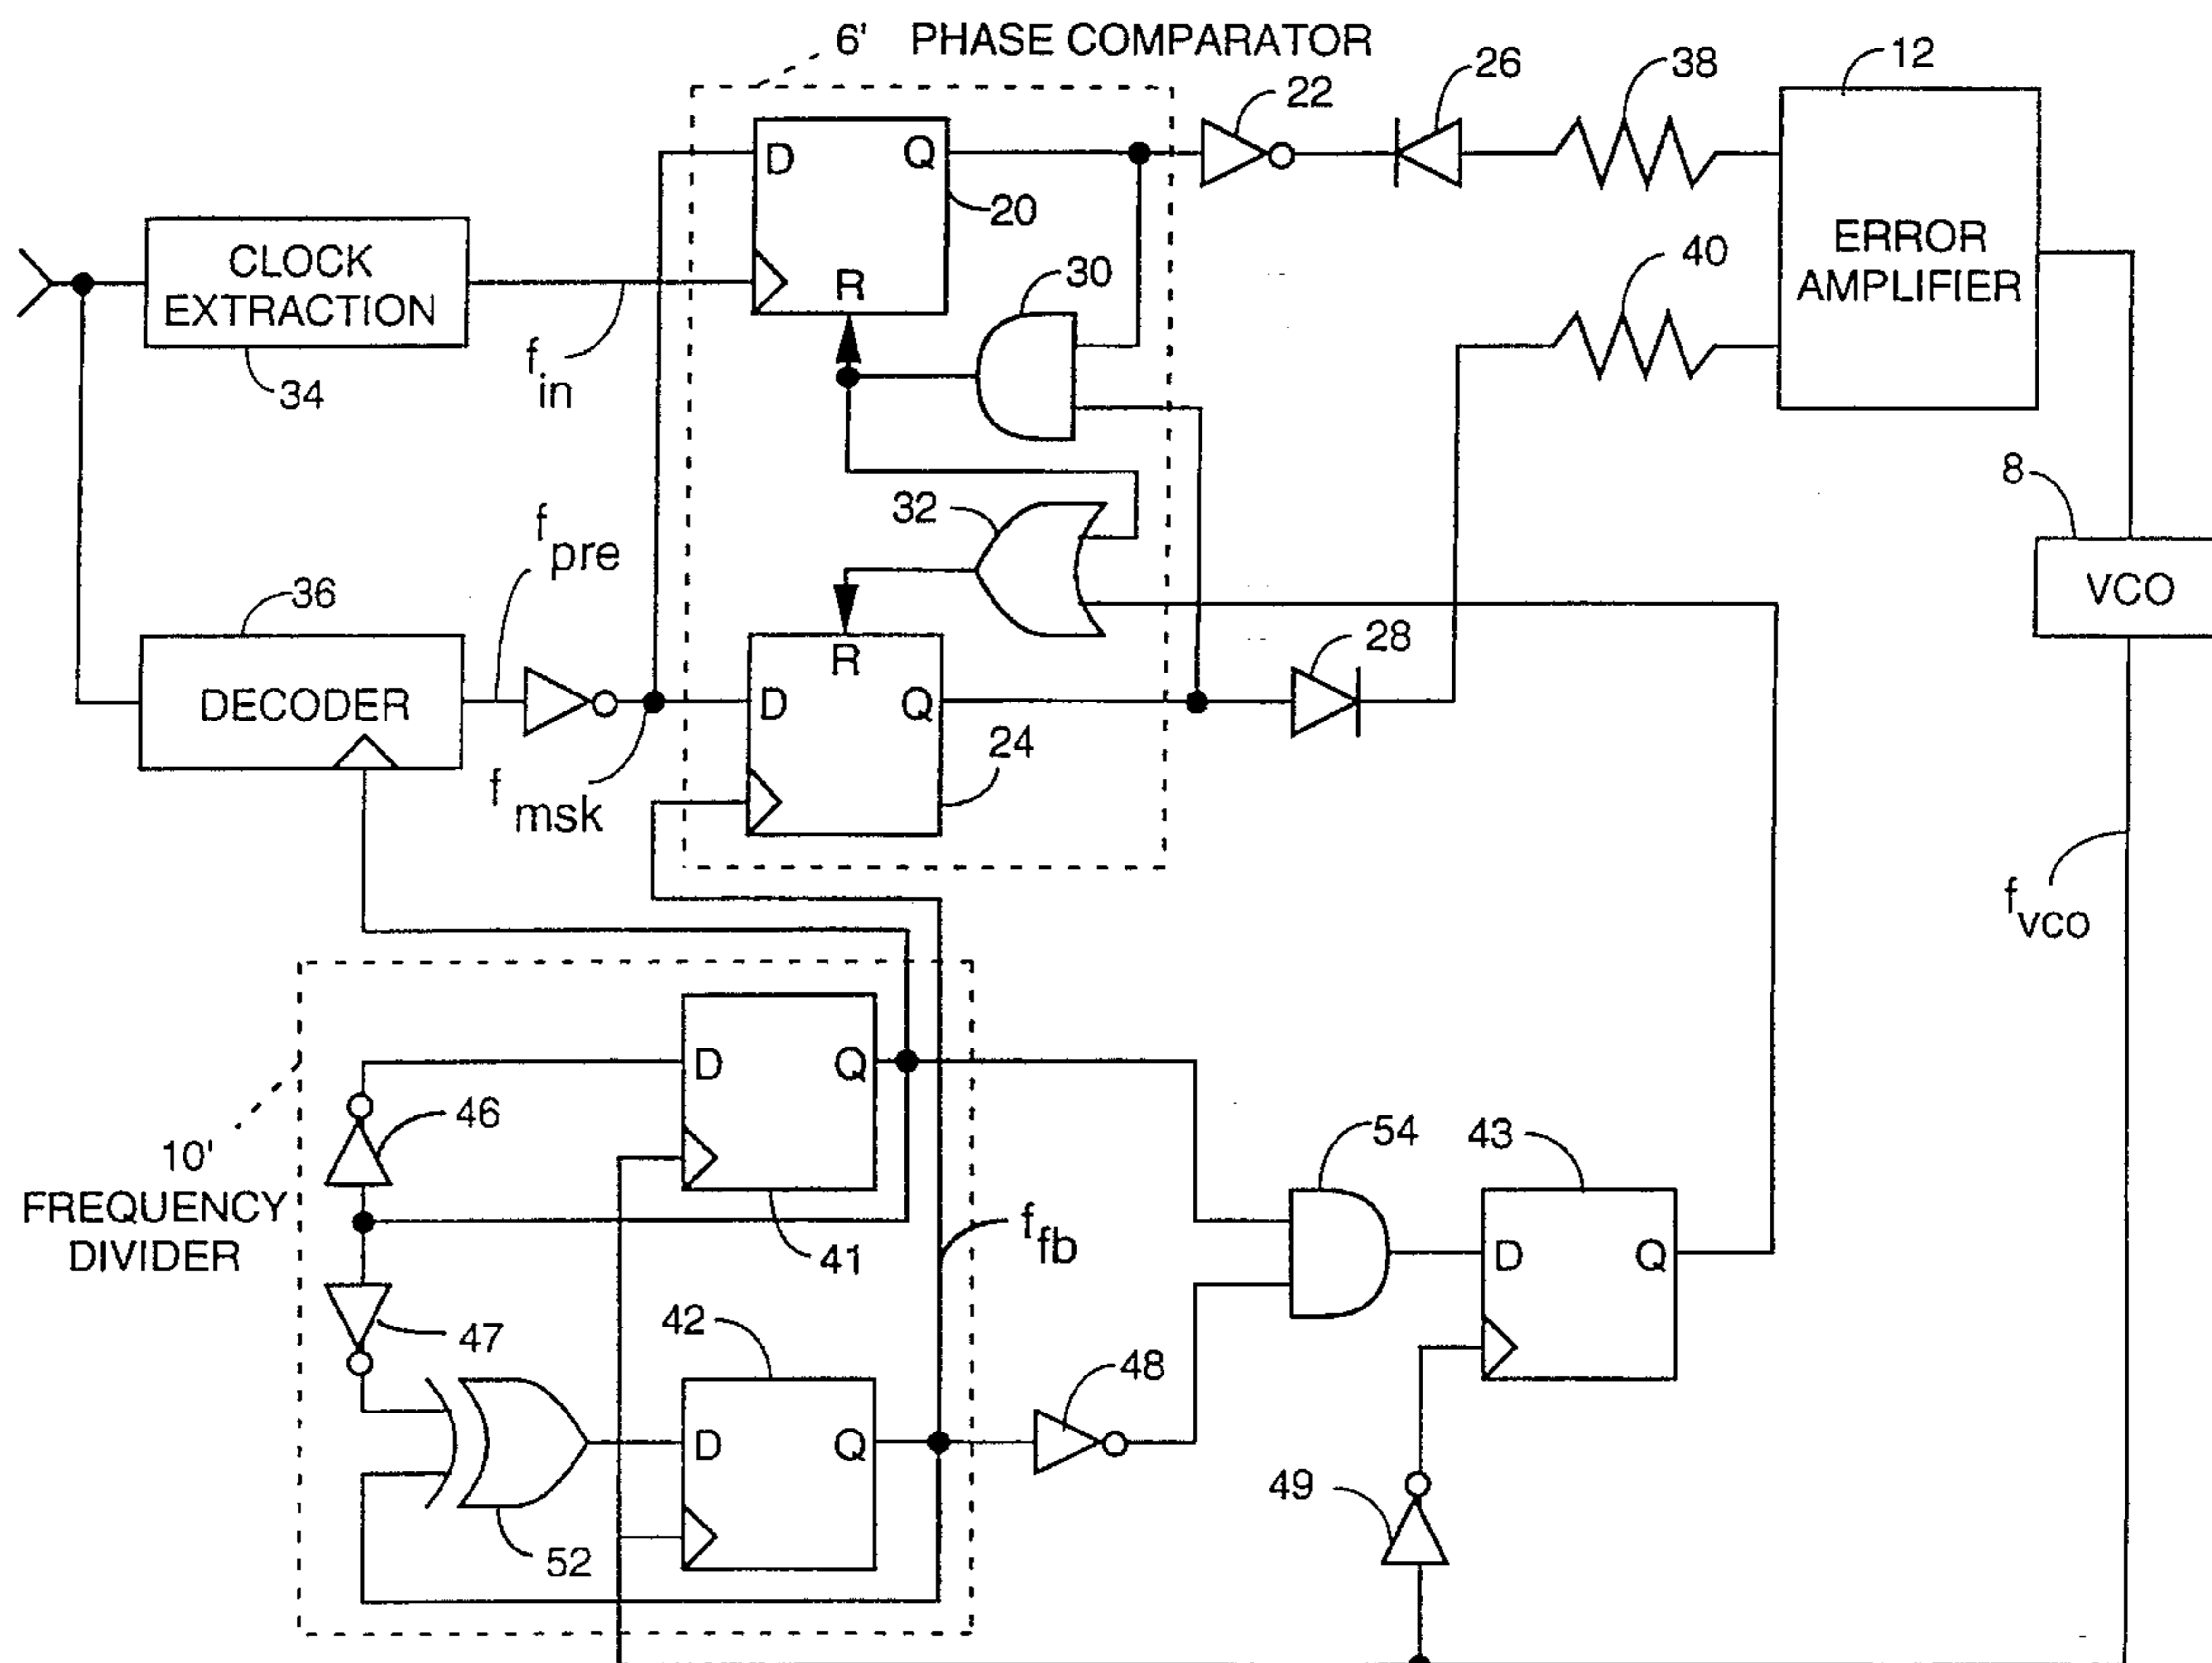 6' PHASE COMPARATOR
22
26
38
12
D
Q
20
R
CLOCK
EXTRACTION
34
f in
30
40
ERROR
AMPLIFIER
32
f pre
8
VCO
36
DECODER
28
R
D
Q
24
f msk
f vco
D
Q
46
10'
FREQUENCY
DIVIDER
41
f fb
54
43
D
Q
47
42
48
D
Q
49
52